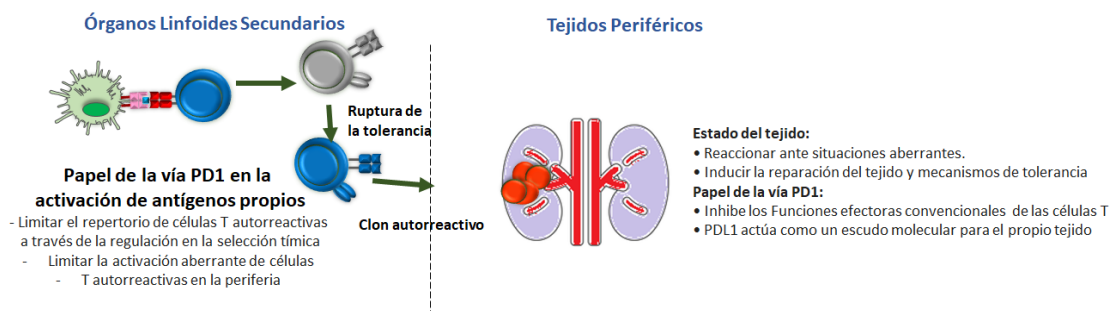 Órganos Linfoides Secundarios
Ruptura de
la tolerancia
Papel de la vía PD1 en la
activación de antígenos propios
- Limitar el repertorio de células T autorreactivas
a través de la regulación en la selección tímica
- Limitar la activación aberrante de células
- T autorreactivas en la periferia
Clon autorreactivo
Tejidos Periféricos
Estado del tejido:
• Reaccionar ante situaciones aberrantes.
• Inducir la reparación del tejido y mecanismos de tolerancia
Papel de la vía PD1:
• Inhibe los Funciones efectoras convencionales de las células T
• PDL1 actúa como un escudo molecular para el propio tejido